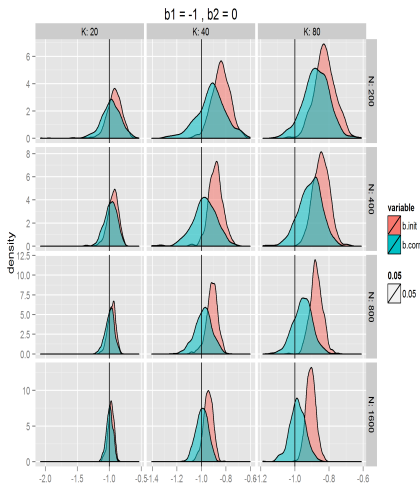 b1 = -1 , b2 = 0
K: 20 K: 40 K: 80
density
6
4
2
0
N: 200
8
6
4
2
0
N: 400
12.5
10.0
7.5
5.0
2.5
0.0
N: 800
10
5
0
N: 1600
-2.0 -1.5 -1.0 -0.5 -1.4 -1.2 -1.0 -0.8 -0.6 -1.2 -1.0 -0.8 -0.6
variable
b.init
b.corr
0.05
0.05